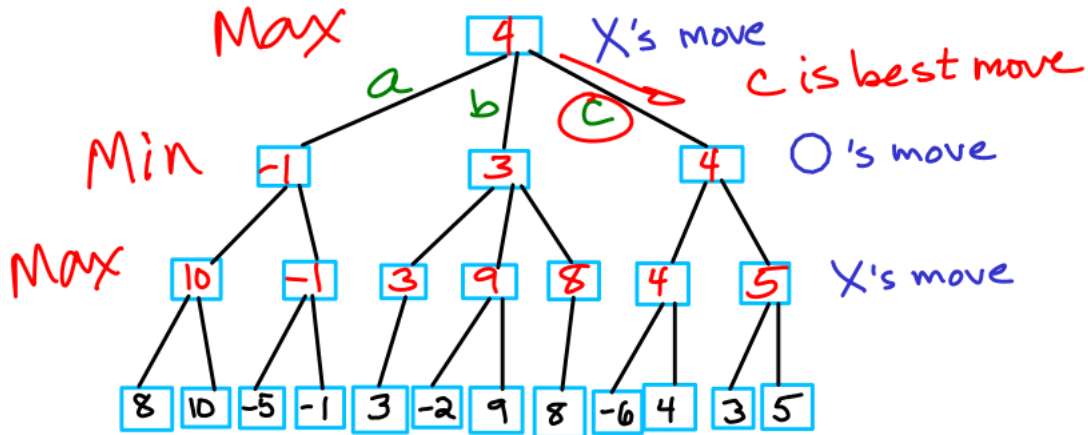 Max 4 X's move
a b c c is best move
Min -1 3 4 O's move
Max 10 -1 3 9 8 4 5 X's move
8 10 -5 -1 3 -2 9 8 -6 4 3 5